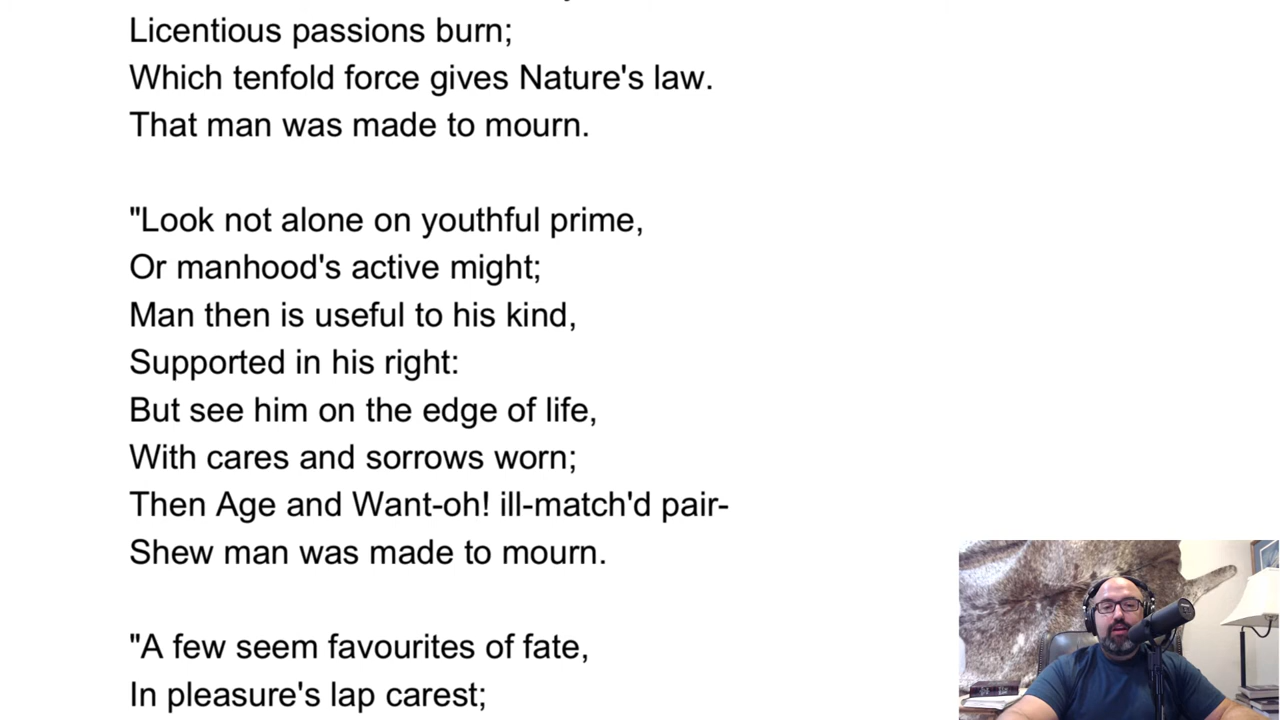 Licentious passions burn;
Which tenfold force gives Nature's law.
That man was made to mourn.
"Look not alone on youthful prime,
Or manhood's active might;
Man then is useful to his kind,
Supported in his right:
But see him on the edge of life,
With cares and sorrows worn;
Then Age and Want-oh! ill-match'd pair-
Shew man was made to mourn.
"A few seem favourites of fate,
In pleasure's lap carest;